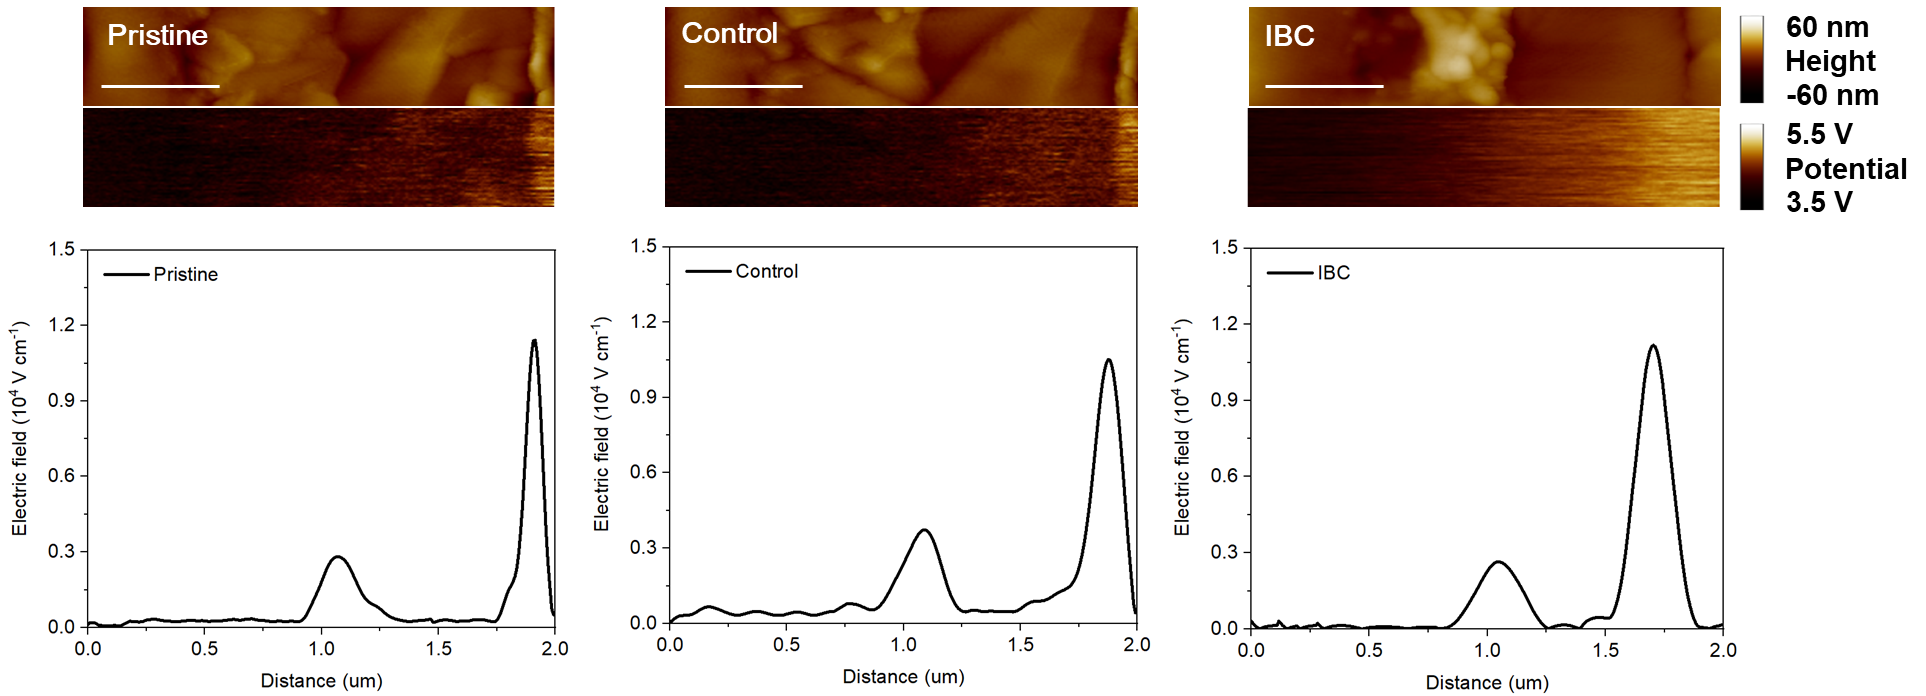 Pristine
Control
IBC
60 nm
Height
-60 nm
5.5 V
Potential
3.5 V
1.5
1.2
0.9
0.6
0.3
0.0
Electric field (10⁴ V cm⁻¹)
Pristine
0.0 0.5 1.0 1.5 2.0
Distance (um)
1.5
1.2
0.9
0.6
0.3
0.0
Electric field (10⁴ V cm⁻¹)
Control
0.0 0.5 1.0 1.5 2.0
Distance (um)
1.5
1.2
0.9
0.6
0.3
0.0
Electric field (10⁴ V cm⁻¹)
IBC
0.0 0.5 1.0 1.5 2.0
Distance (um)